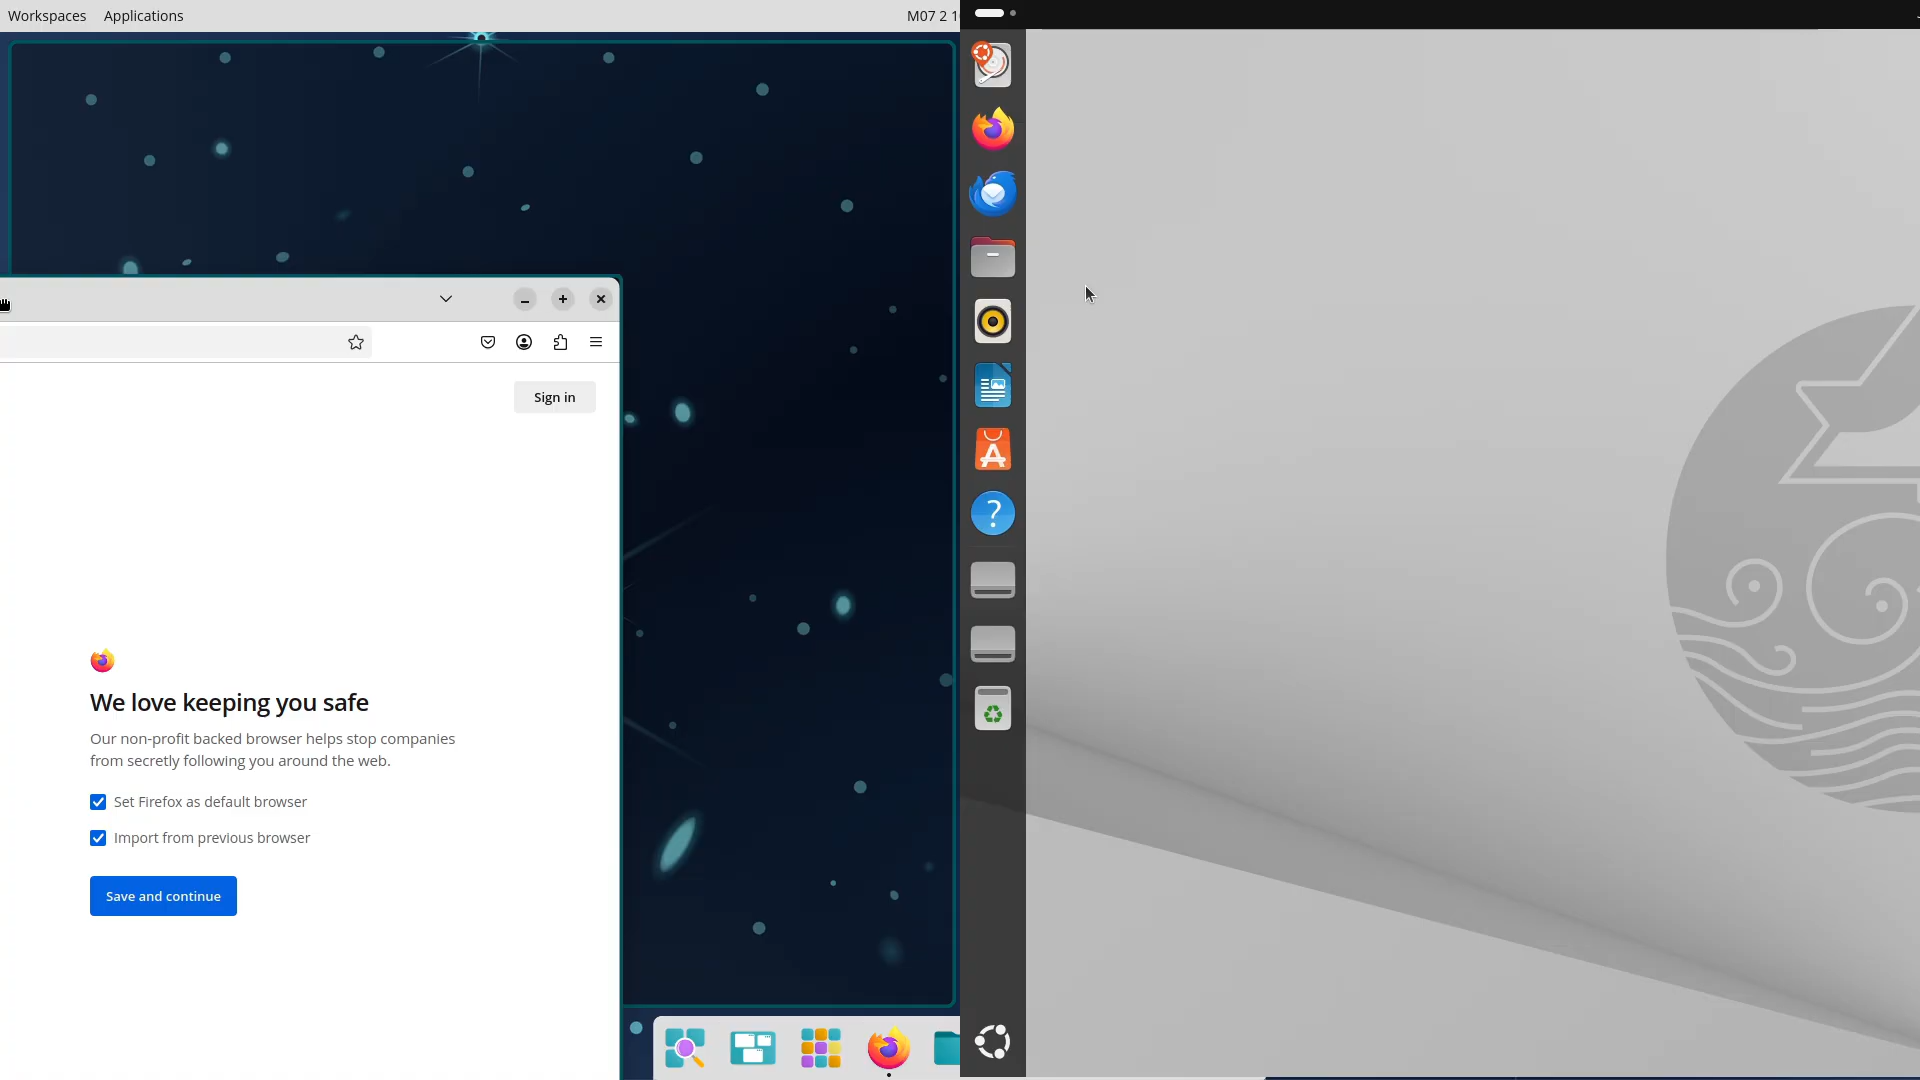 Workspaces Applications
M07 2 1
Sign in
We love keeping you safe
Our non-profit backed browser helps stop companies
from secretly following you around the web.
Set Firefox as default browser
Import from previous browser
Save and continue